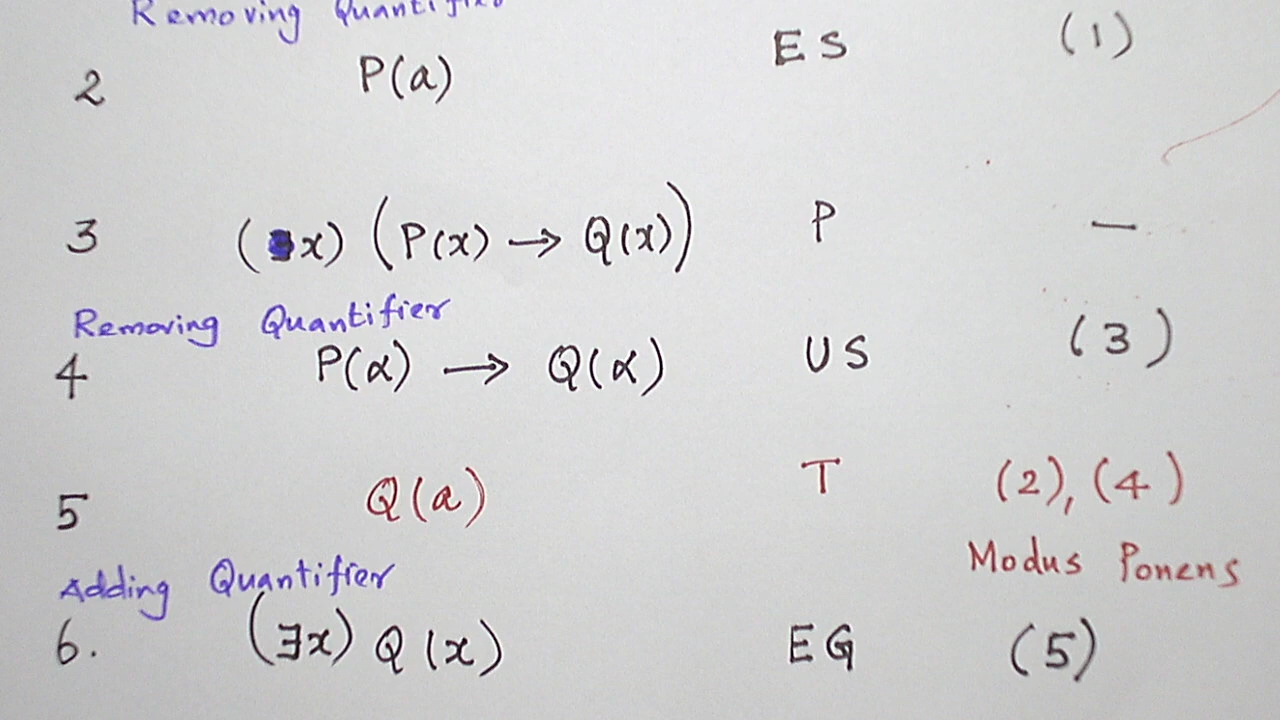 Removing Quantifier
2 P(a) ES (1)
3 (∃x) (P(x) → Q(x)) P —
Removing Quantifier
4 P(α) → Q(α) US (3)
5 Q(a) T (2), (4)
Modus Ponens
Adding Quantifier
6. (∃x) Q(x) EG (5)